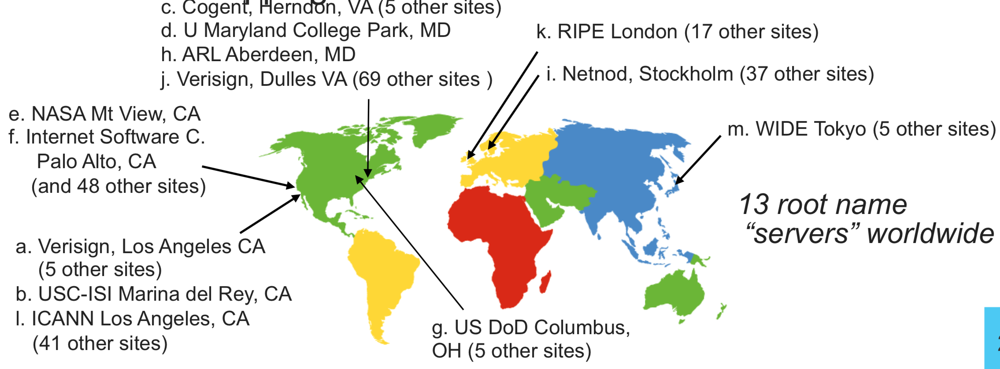 c. Cogent, Herndon, VA (5 other sites)
d. U Maryland College Park, MD
h. ARL Aberdeen, MD
j. Verisign, Dulles VA (69 other sites )
k. RIPE London (17 other sites)
i. Netnod, Stockholm (37 other sites)
e. NASA Mt View, CA
f. Internet Software C.
Palo Alto, CA
(and 48 other sites)
m. WIDE Tokyo (5 other sites)
13 root name
“servers” worldwide
a. Verisign, Los Angeles CA
(5 other sites)
b. USC-ISI Marina del Rey, CA
l. ICANN Los Angeles, CA
(41 other sites)
g. US DoD Columbus,
OH (5 other sites)